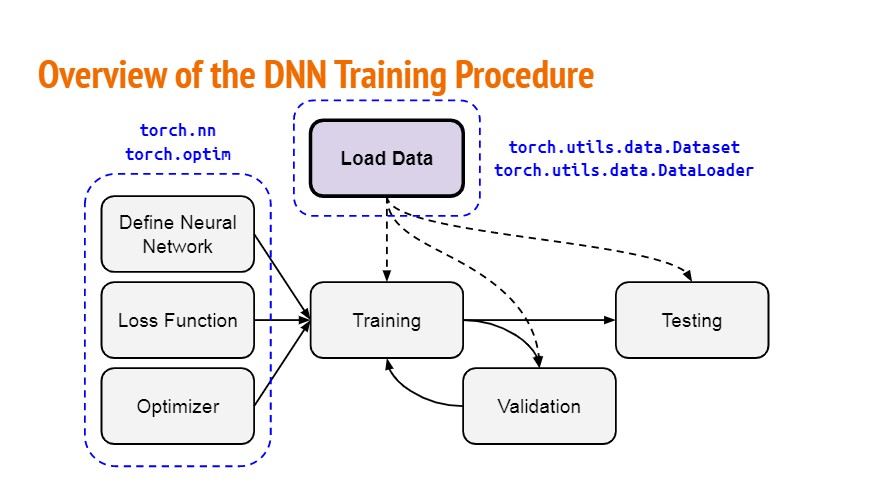 Overview of the DNN Training Procedure
torch.nn
torch.optim
Load Data
torch.utils.data.Dataset
torch.utils.data.DataLoader
Define Neural
Network
Loss Function
Training
Testing
Optimizer
Validation